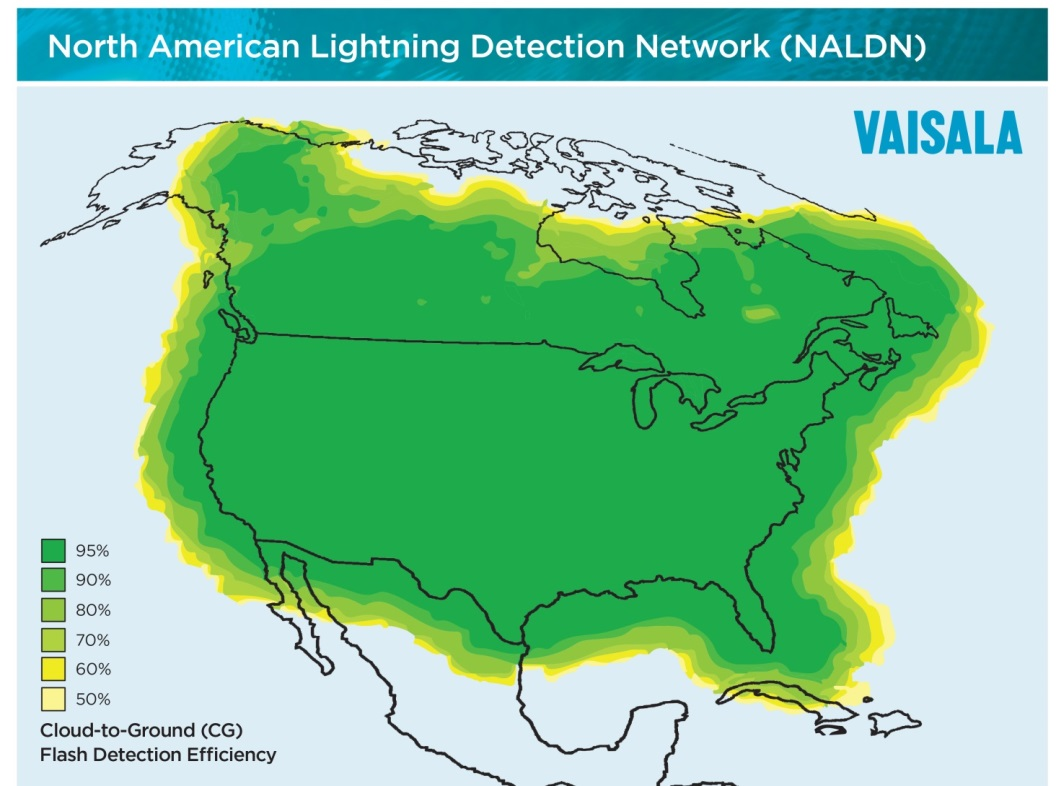 North American Lightning Detection Network (NALDN)
VAISALA
95%
90%
80%
70%
60%
50%
Cloud-to-Ground (CG)
Flash Detection Efficiency